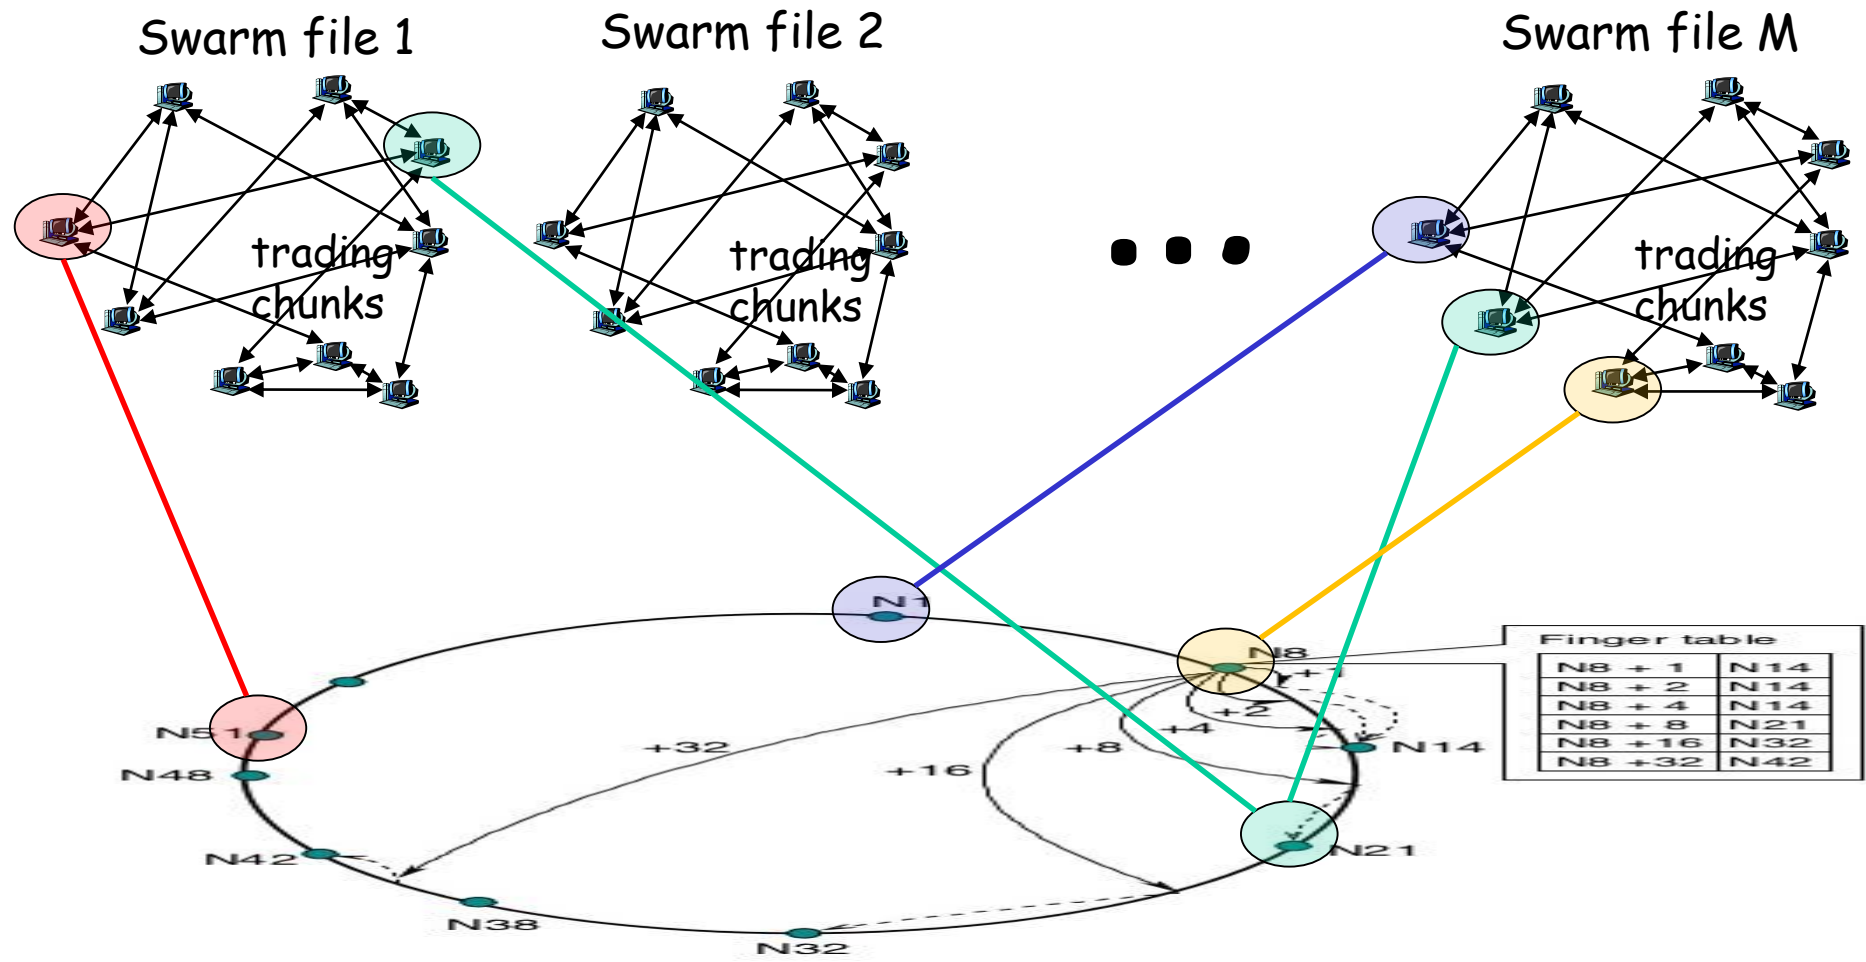 Swarm file 1
Swarm file 2
Swarm file M
trading
chunks
trading
chunks
trading
chunks
N1
N8
+1
+2
+4
+8
+16
+32
N14
N21
N32
N38
N42
N48
N51
Finger table
N8 + 1 N14
N8 + 2 N14
N8 + 4 N14
N8 + 8 N21
N8 +16 N32
N8 +32 N42